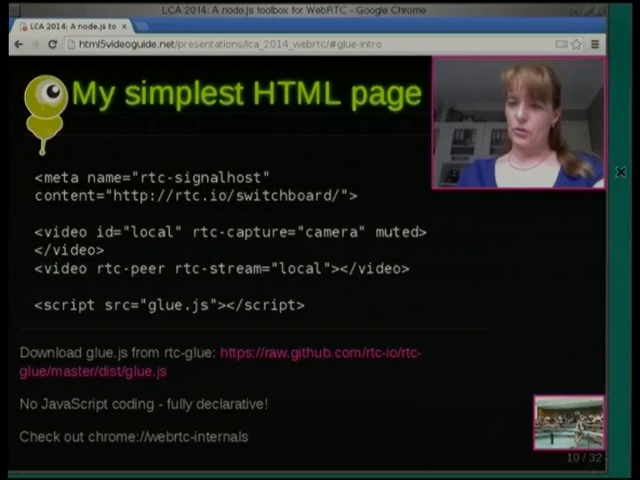 LCA 2014: A node.js toolbox for WebRTC - Google Chrome
LCA 2014: A node.js to
html5videoguide.net/presentations/lca_2014_webrtc/#glue-intro
My simplest HTML page
<meta name="rtc-signalhost"
content="http://rtc.io/switchboard/">
<video id="local" rtc-capture="camera" muted>
</video>
<video rtc-peer rtc-stream="local"></video>
<script src="glue.js"></script>
Download glue.js from rtc-glue: https://raw.github.com/rtc-io/rtc-
glue/master/dist/glue.js
No JavaScript coding - fully declarative!
Check out chrome://webrtc-internals
10 / 32